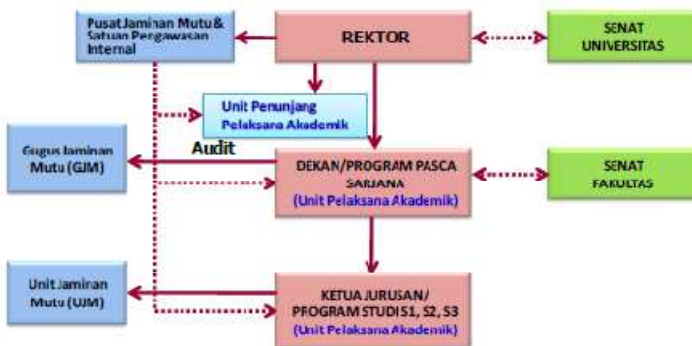 Pusat Jaminan Mutu &
Satuan Pengawasan
Internal
REKTOR
SENAT
UNIVERSITAS
Unit Penunjang
Pelaksana Akademik
Audit
Gugus Jaminan
Mutu (GJM)
DEKAN/PROGRAM PASCA
SARJANA
(Unit Pelaksana Akademik)
SENAT
FAKULTAS
Unit Jaminan
Mutu (UJM)
KETUA JURUSAN/
PROGRAM STUDI S1, S2, S3
(Unit Pelaksana Akademik)